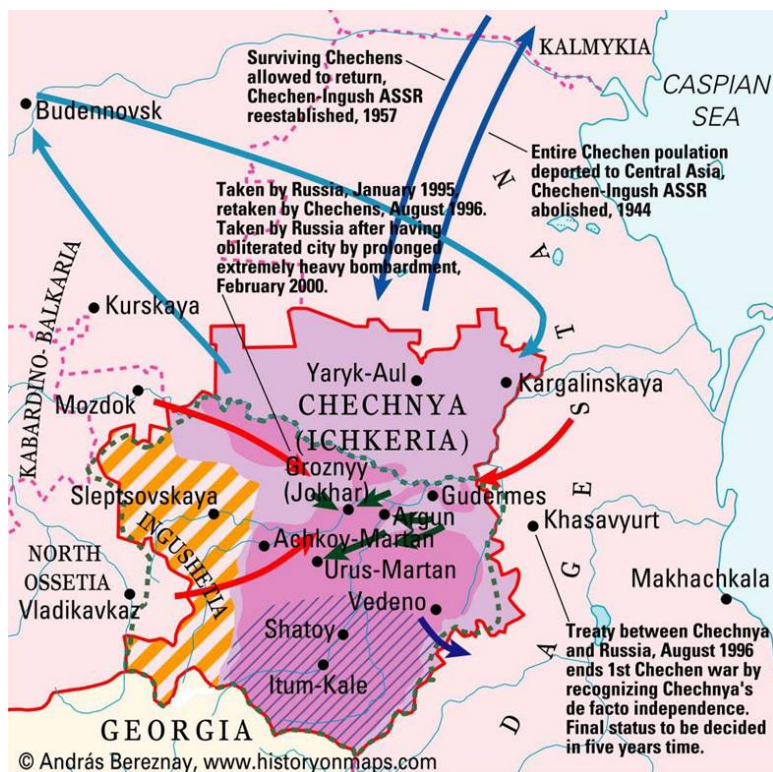 KALMYKIA
CASPIAN
SEA
Surviving Chechens
allowed to return,
Chechen-Ingush ASSR
reestablished, 1957
Budennovsk
Entire Chechen poulation
deported to Central Asia,
Chechen-Ingush ASSR
abolished, 1944
Taken by Russia, January 1995,
retaken by Chechens, August 1996.
Taken by Russia after having
obliterated city by prolonged
extremely heavy bombardment,
February 2000.
KABARDINO-BALKARIA
Kurskaya
Yaryk-Aul
Kargalinskaya
Mozdok
CHECHNYA
(ICHKERIA)
Groznyy
(Jokhar)
Gudermes
Sleptsovskaya
Argun
Khasavyurt
INGUSHETIA
Achkoy-Martan
Urus-Martan
NORTH
OSSETIA
Vladikavkaz
Vedeno
Makhachkala
Shatoy
Itum-Kale
DAGESTAN
Treaty between Chechnya
and Russia, August 1996
ends 1st Chechen war by
recognizing Chechnya's
de facto independence.
Final status to be decided
in five years time.
GEORGIA
© András Bereznay, www.historyonmaps.com